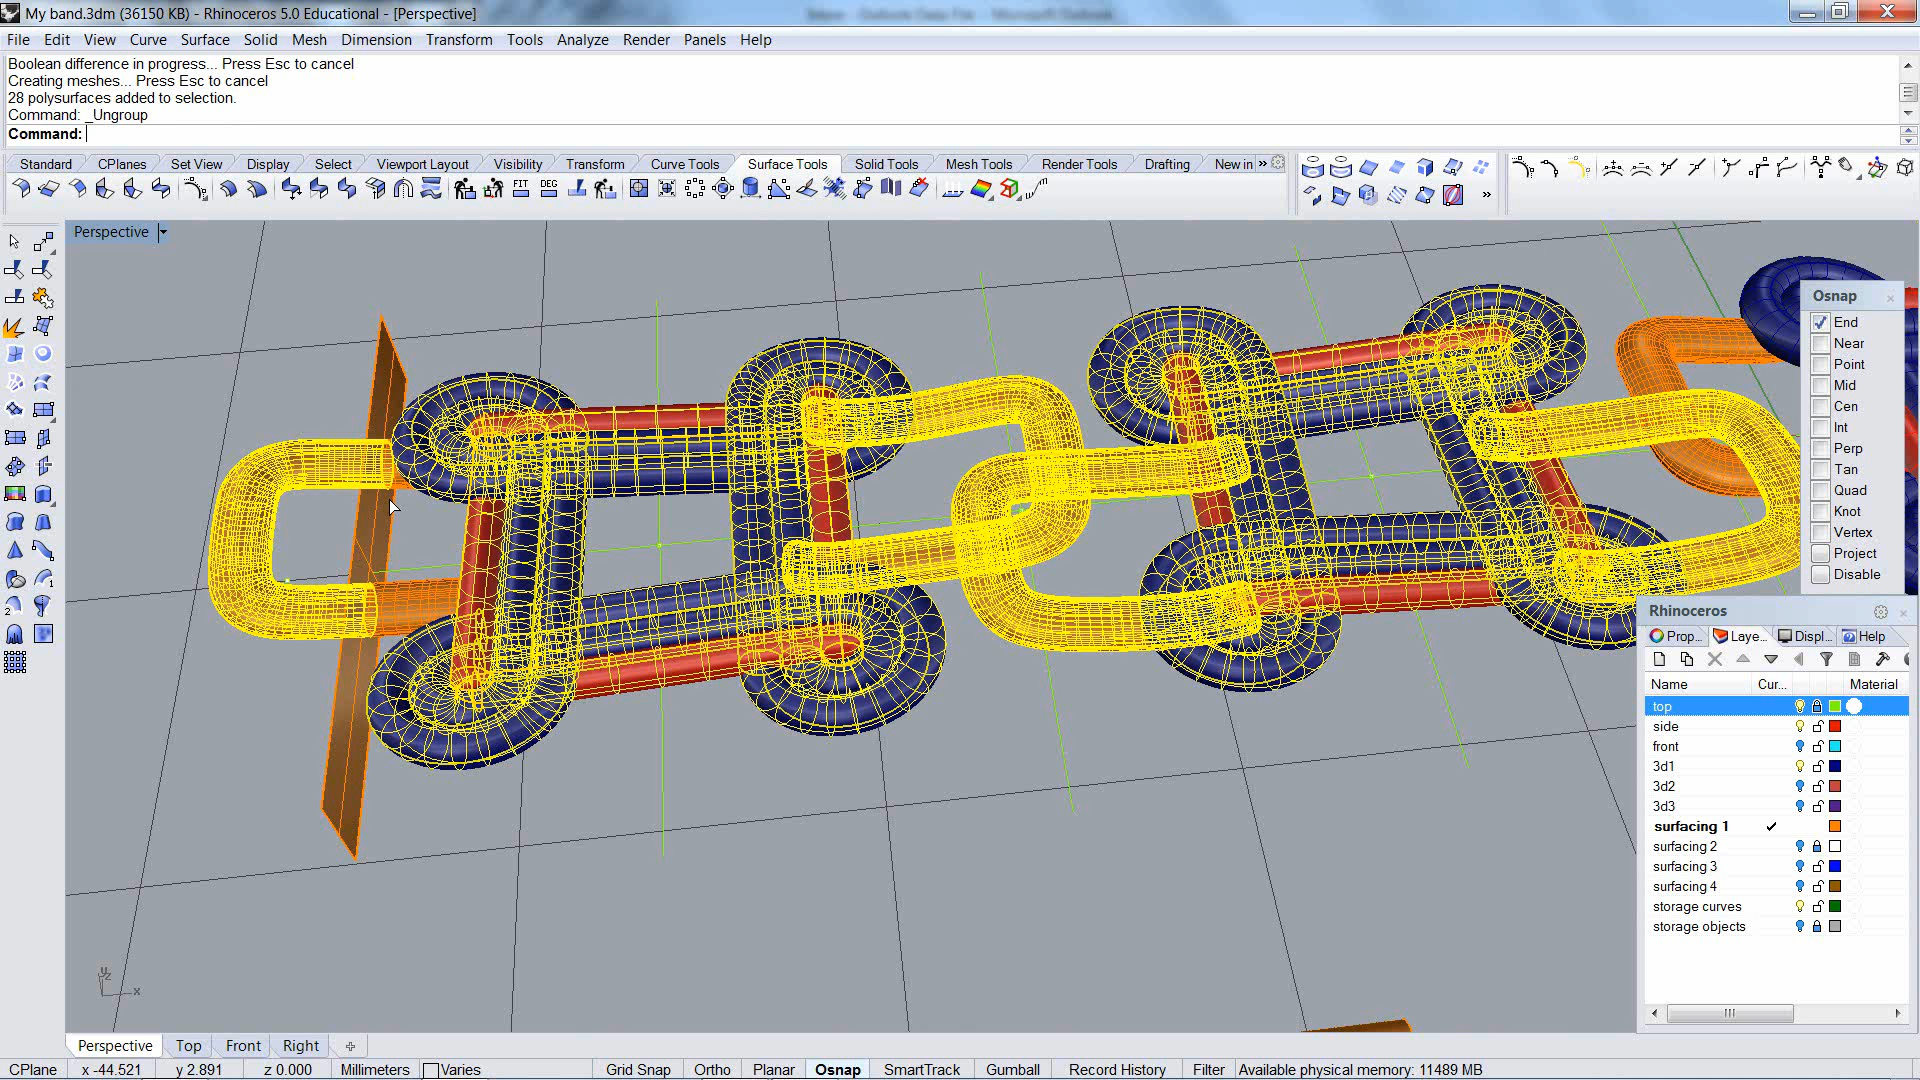 My band.3dm (36150 KB) - Rhinoceros 5.0 Educational - [Perspective]
File Edit View Curve Surface Solid Mesh Dimension Transform Tools Analyze Render Panels Help
Boolean difference in progress... Press Esc to cancel
Creating meshes... Press Esc to cancel
28 polysurfaces added to selection.
Command: _Ungroup
Command:
Standard CPlanes Set View Display Select Viewport Layout Visibility Transform Curve Tools Surface Tools Solid Tools Mesh Tools Render Tools Drafting New in »
FIT DEG
Perspective
Osnap
End
Near
Point
Mid
Cen
Int
Perp
Tan
Quad
Knot
Vertex
Project
Disable
Rhinoceros
Prop... Laye... Displ... Help
Name Cur... Material
top
side
front
3d1
3d2
3d3
surfacing 1
surfacing 2
surfacing 3
surfacing 4
storage curves
storage objects
x
Perspective Top Front Right
CPlane x -44.521 y 2.891 z 0.000 Millimeters Varies Grid Snap Ortho Planar Osnap SmartTrack Gumball Record History Filter Available physical memory: 11489 MB